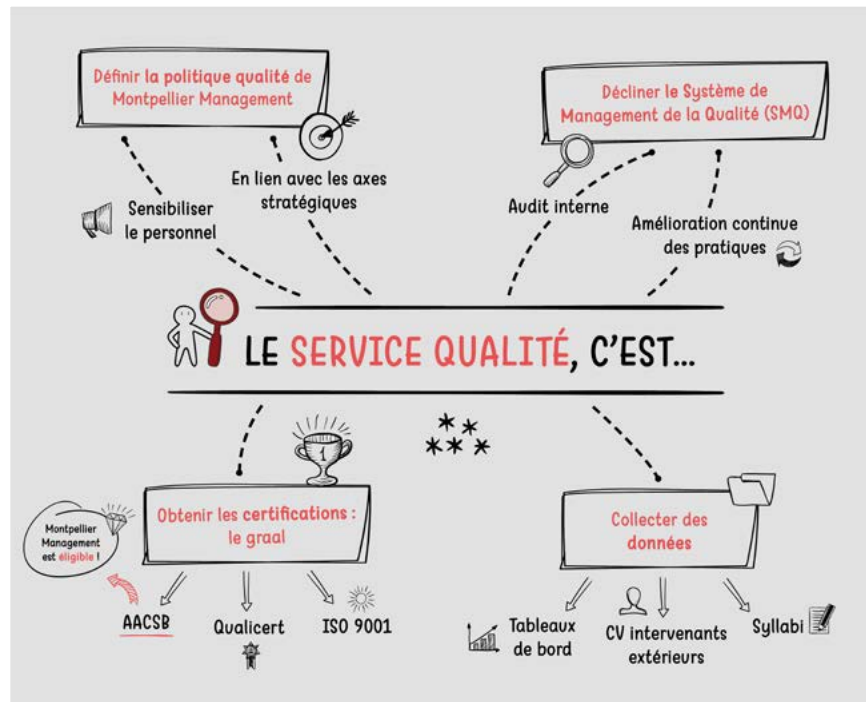 Définir la politique qualité de
Montpellier Management
Décliner le Système de
Management de la Qualité (SMQ)
Sensibiliser
le personnel
En lien avec les axes
stratégiques
Audit interne
Amélioration continue
des pratiques
LE SERVICE QUALITÉ, C'EST...
1
Obtenir les certifications :
le graal
Montpellier
Management
est éligible !
AACSB
Qualicert
ISO 9001
Collecter des
données
Tableaux
de bord
CV intervenants
extérieurs
Syllabi